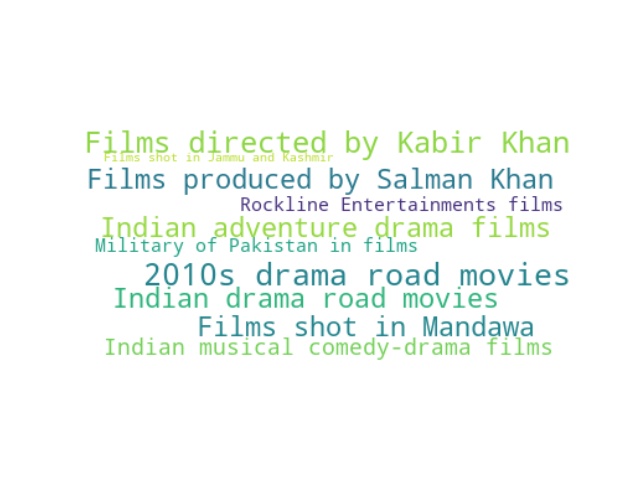 Films directed by Kabir Khan
Films shot in Jammu and Kashmir
Films produced by Salman Khan
Rockline Entertainments films
Indian adventure drama films
Military of Pakistan in films
2010s drama road movies
Indian drama road movies
Films shot in Mandawa
Indian musical comedy-drama films